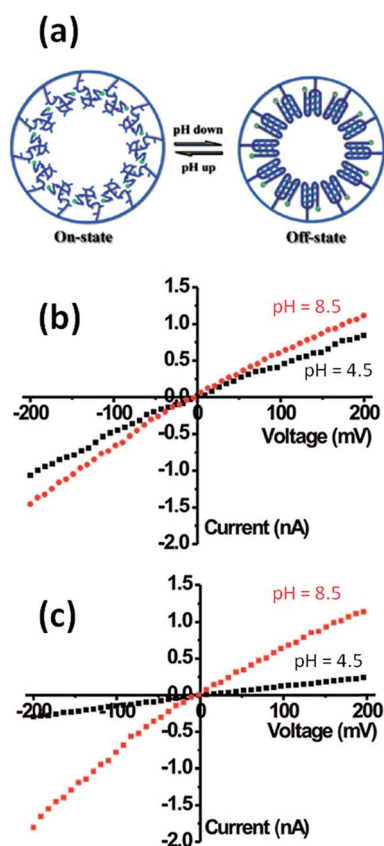 (a)
pH down
pH up
On-state
Off-state
(b)
1.5
pH = 8.5
1.0
0.5
pH = 4.5
0.0
-200
-100
0
100
200
-0.5
Voltage (mV)
-1.0
-1.5
Current (nA)
-2.0
(c)
1.5
pH = 8.5
1.0
0.5
pH = 4.5
0.0
-200
-100
0
100
200
-0.5
Voltage (mV)
-1.0
-1.5
Current (nA)
-2.0